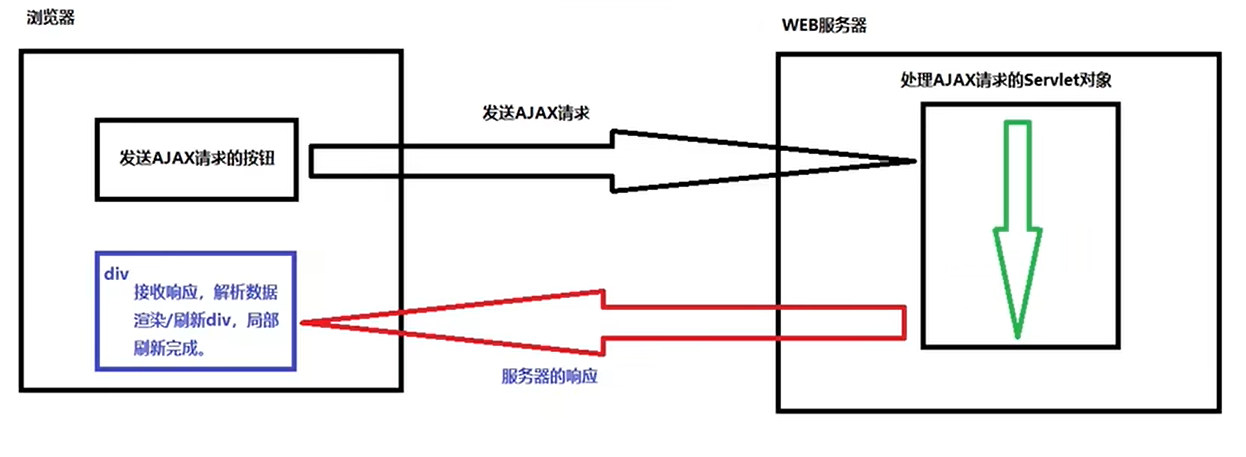 浏览器
WEB服务器
处理AJAX请求的Servlet对象
发送AJAX请求
发送AJAX请求的按钮
div
接收响应，解析数据
渲染/刷新div，局部
刷新完成。
服务器的响应